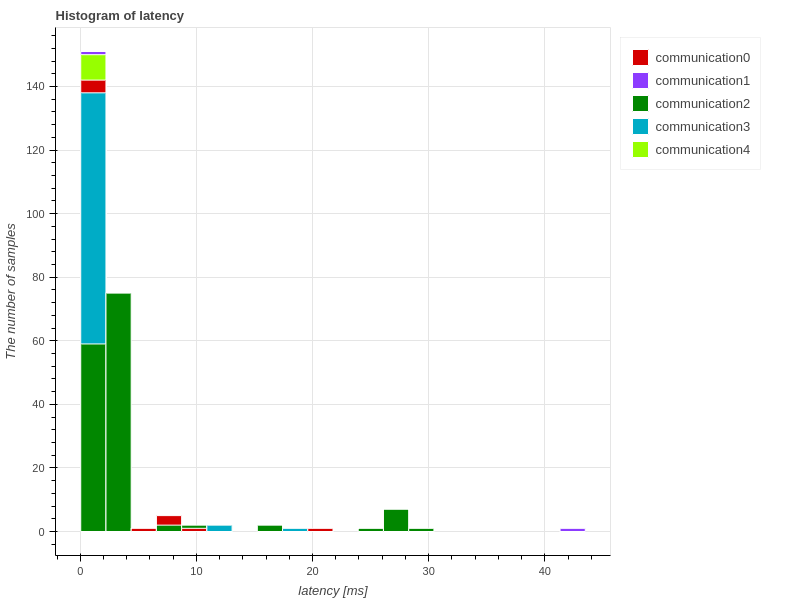 Histogram of latency
The number of samples
140
120
100
80
60
40
20
0
0 10 20 30 40
latency [ms]
communication0
communication1
communication2
communication3
communication4